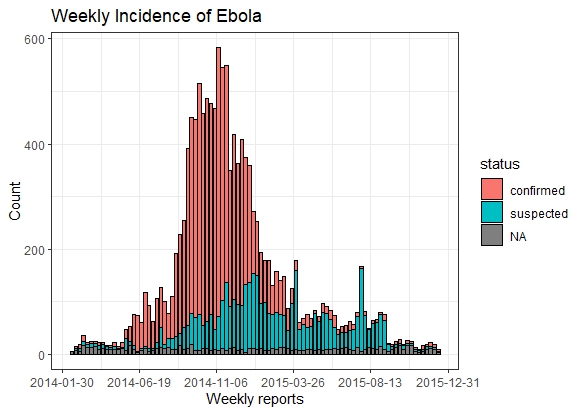 Weekly Incidence of Ebola
600
400
200
0
Count
2014-01-30 2014-06-19 2014-11-06 2015-03-26 2015-08-13 2015-12-31
Weekly reports
status
confirmed
suspected
NA